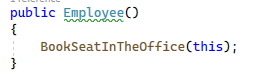 public Employee()
{
    BookSeatInTheOffice(this);
}